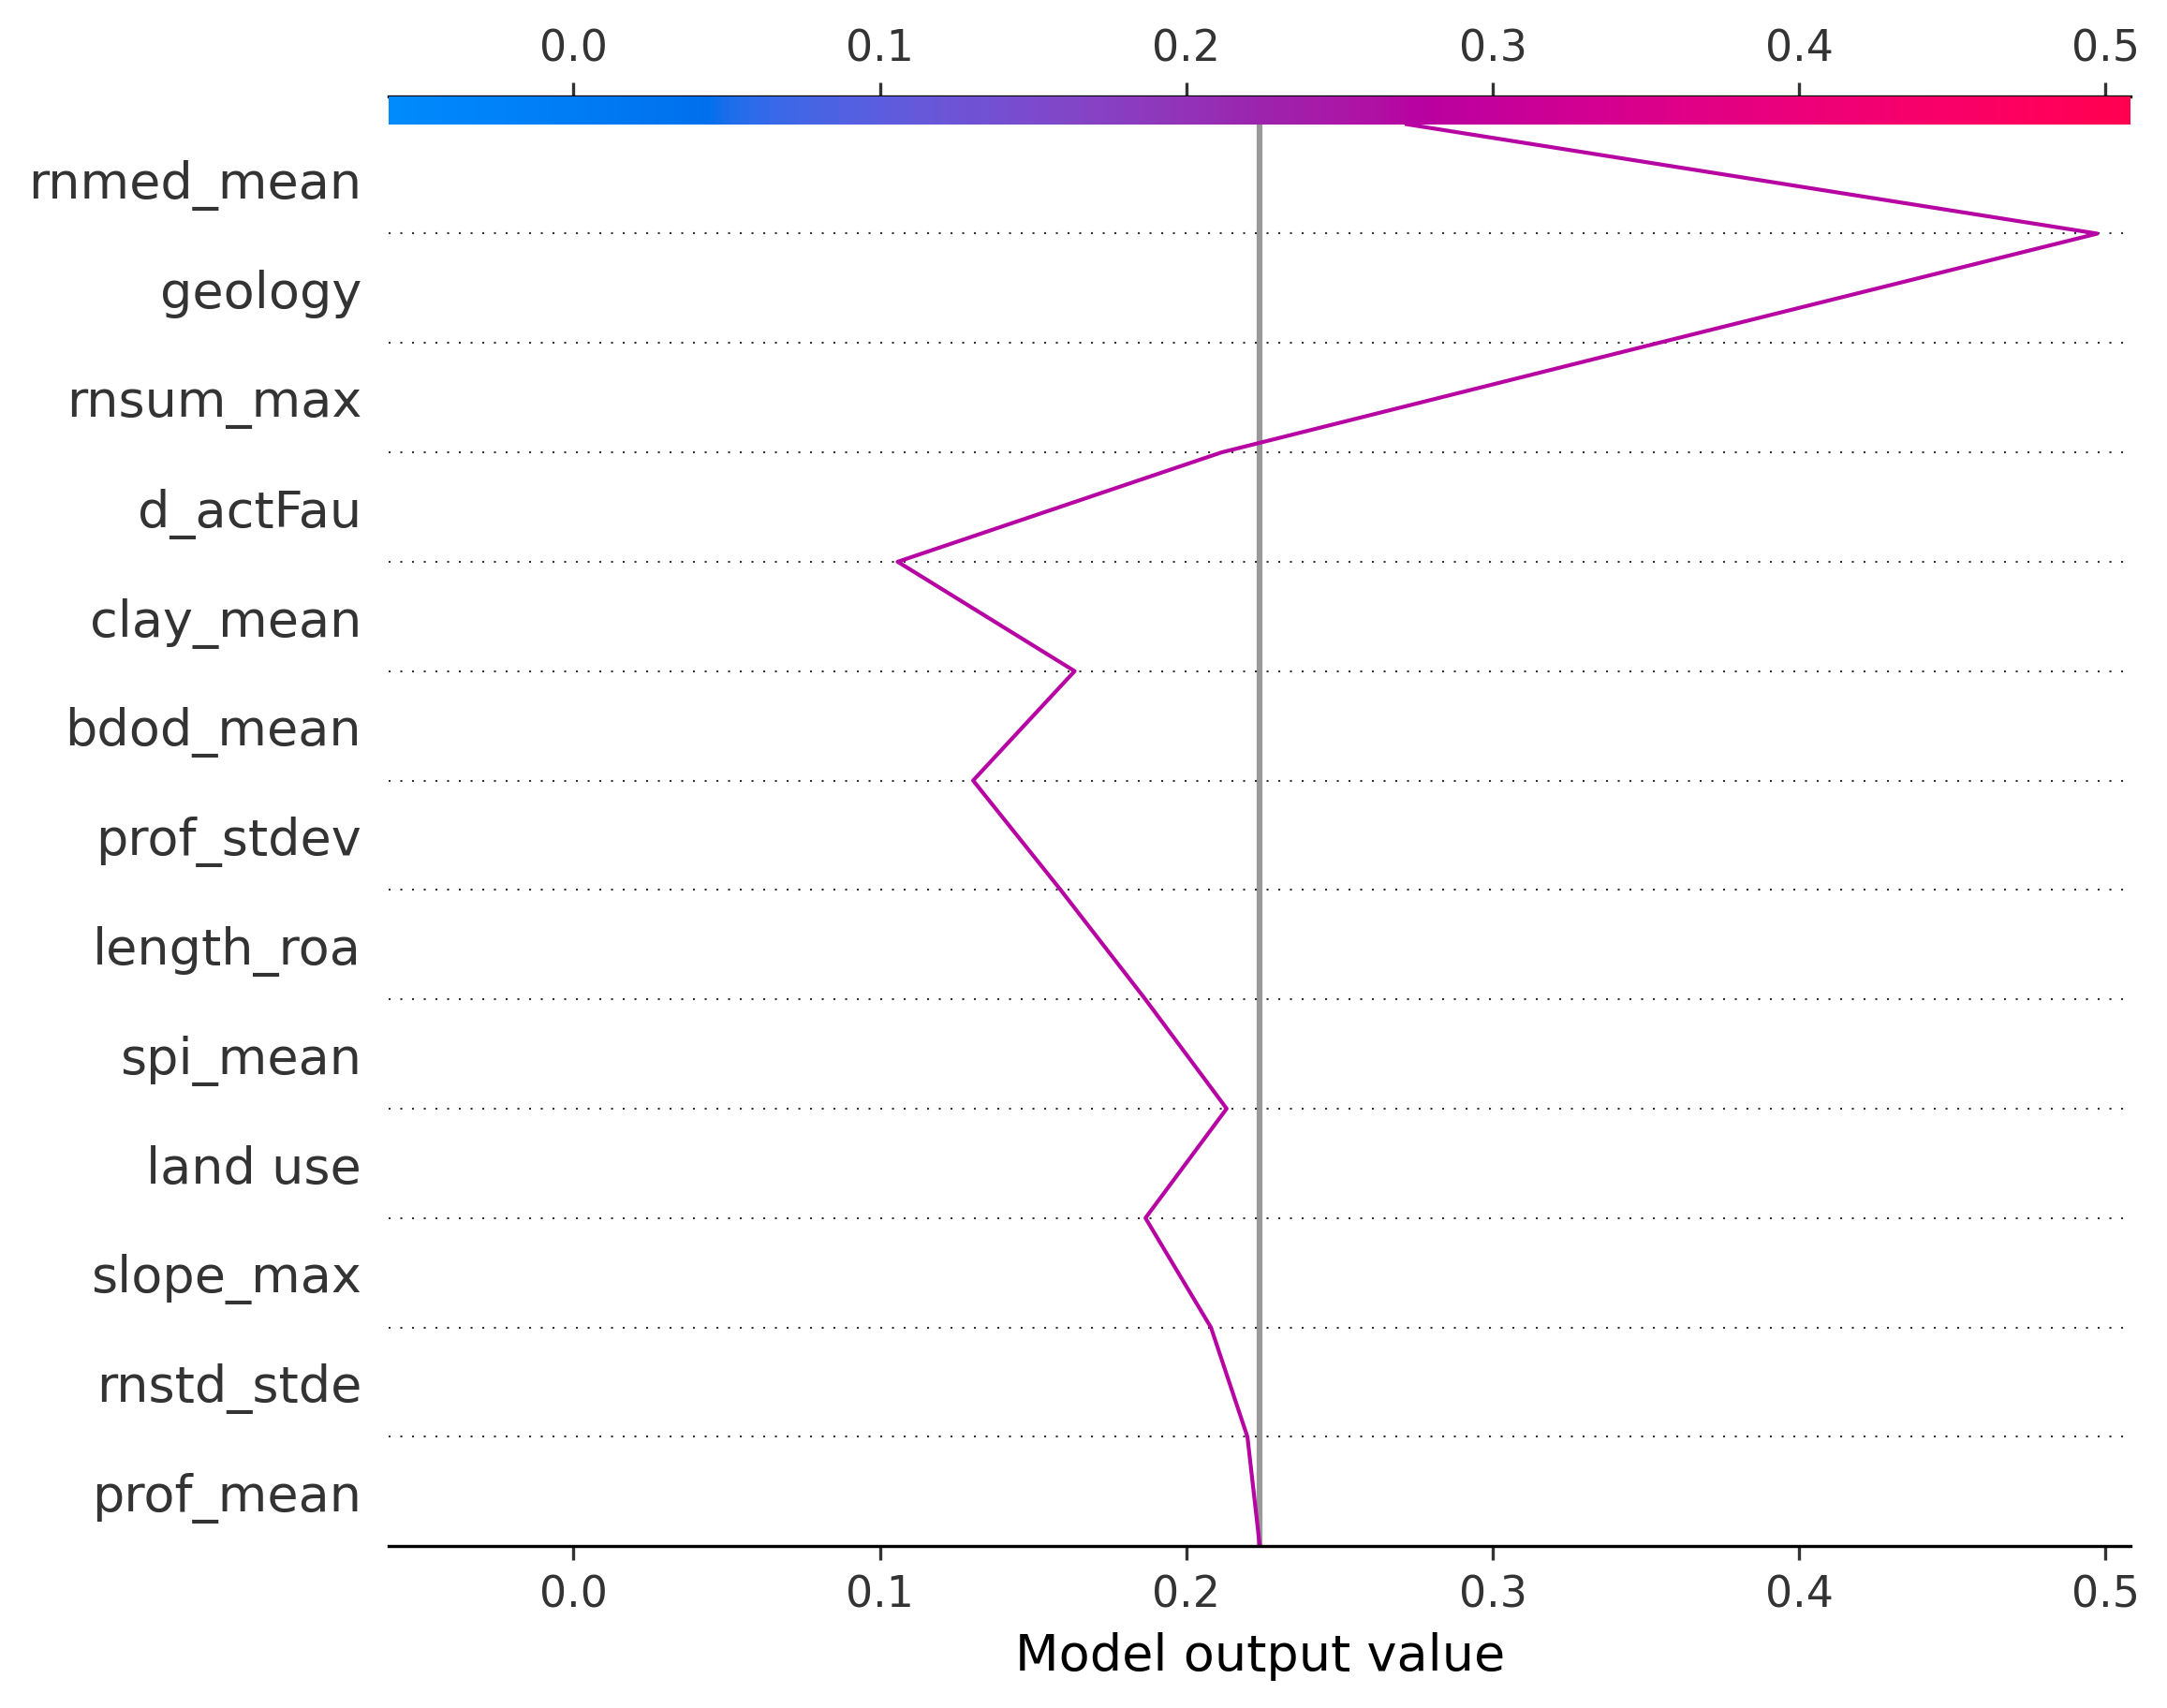 0.0 0.1 0.2 0.3 0.4 0.5
rnmed_mean
geology
rnsum_max
d_actFau
clay_mean
bdod_mean
prof_stdev
length_roa
spi_mean
land use
slope_max
rnstd_stde
prof_mean
0.0 0.1 0.2 0.3 0.4 0.5
Model output value